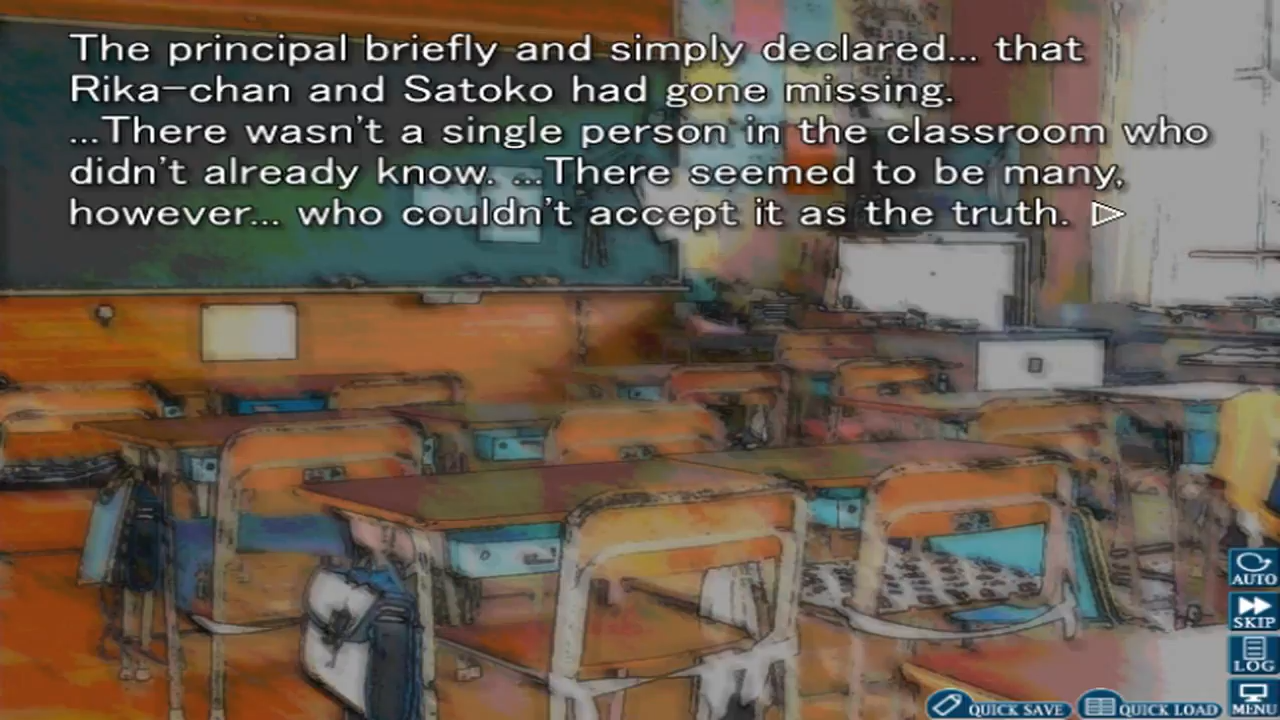 The principal briefly and simply declared... that
Rika-chan and Satoko had gone missing.
...There wasn't a single person in the classroom who
didn't already know. ...There seemed to be many,
however... who couldn't accept it as the truth.
AUTO
SKIP
LOG
MENU
QUICK SAVE
QUICK LOAD